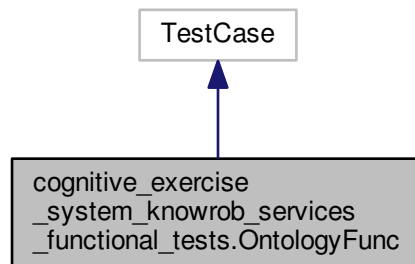 TestCase
cognitive_exercise
_system_knowrob_services
_functional_tests.OntologyFunc